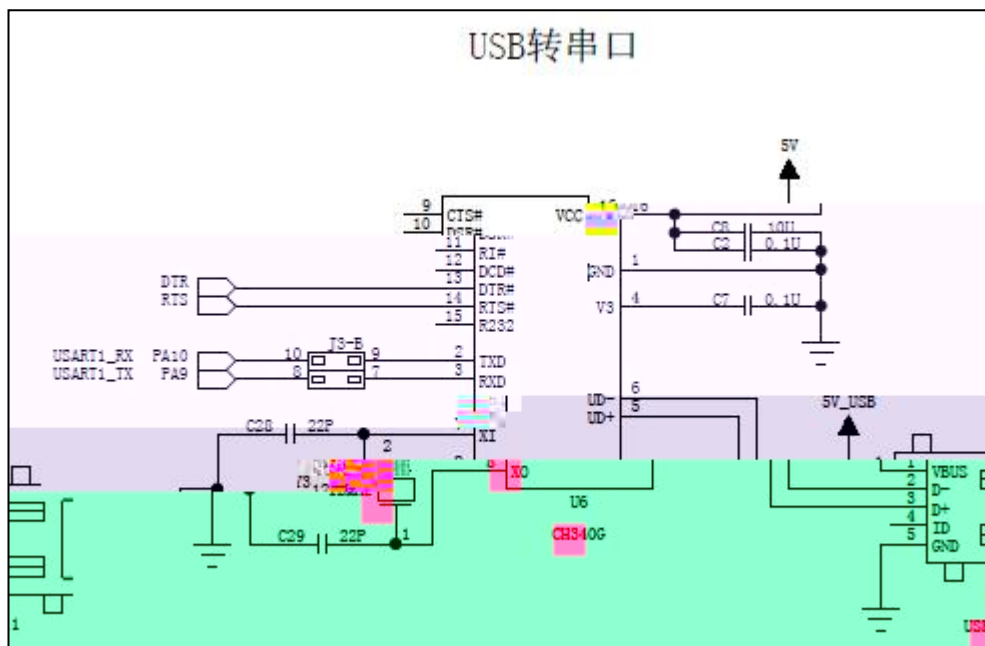 USB转串口
5V
9 CTS# VCC
10
C8 10U
11 C2 0.1U
RI#
12 1
DCD# GND
DTR 13 DTR#
RTS 14 RTS# V3 4 C7 0.1U
15 R232
J3-B
USART1_RX PA10 10 9 2 TXD
USART1_TX PA9 8 7 3 RXD
6
UD- 5 5V_USB
UD+
C28 22P XI
2
1 VBUS
XO 2 D-
U6 3 D+
4 ID
C29 22P 1 CH340G 5 GND
1